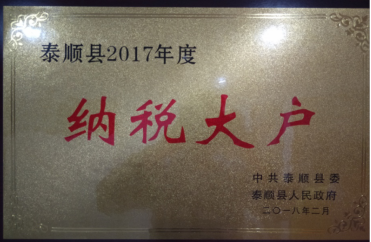 泰顺县2017年度
纳税大户
中共泰顺县委
泰顺县人民政府
二〇一八年二月